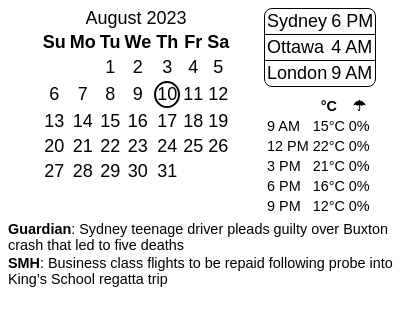 August 2023
Su Mo Tu We Th Fr Sa
1 2 3 4 5
6 7 8 9 10 11 12
13 14 15 16 17 18 19
20 21 22 23 24 25 26
27 28 29 30 31
Sydney 6 PM
Ottawa 4 AM
London 9 AM
°C ☂
9 AM 15°C 0%
12 PM 22°C 0%
3 PM 21°C 0%
6 PM 16°C 0%
9 PM 12°C 0%
Guardian: Sydney teenage driver pleads guilty over Buxton
crash that led to five deaths
SMH: Business class flights to be repaid following probe into
King’s School regatta trip